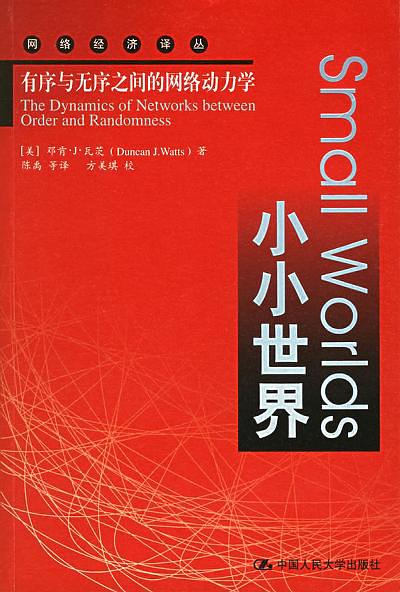 网络经济译丛
有序与无序之间的网络动力学
The Dynamics of Networks between
Order and Randomness
[美] 邓肯·J·瓦茨 (Duncan J.Watts) 著
陈禹 等译 方美琪 校
Small Worlds
小小世界
中国人民大学出版社